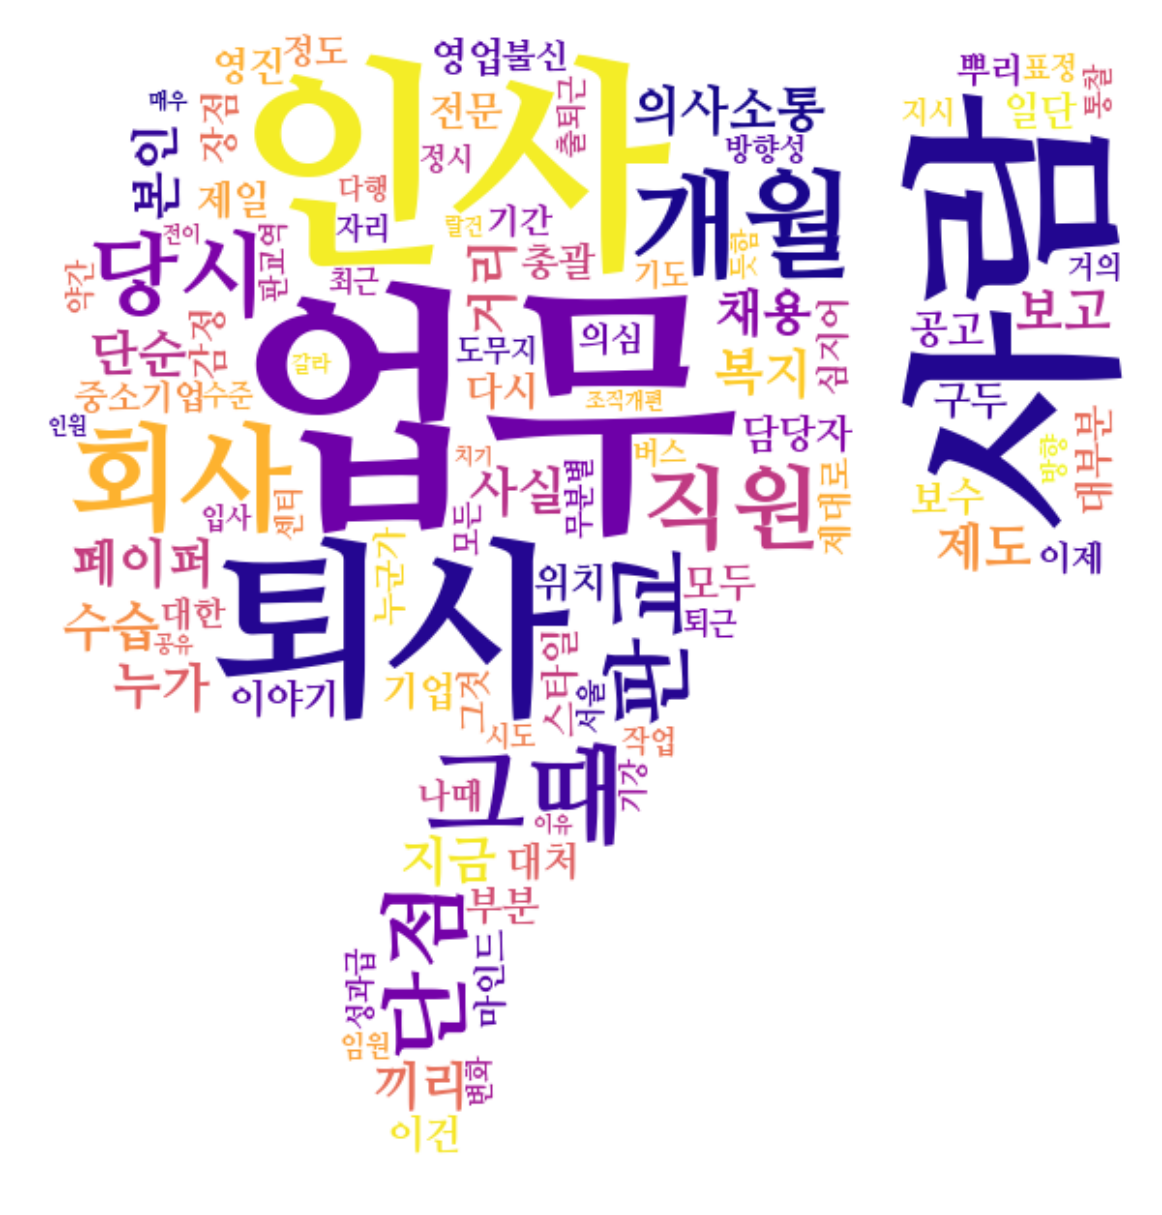 영진
정도
영업불신
매우
장점
전문
출퇴근
의사소통
인사
본인
정시
방향성
제일
다행
자리
랄건
기간
개월
전이
당시
판교
최근
거리
총괄
기도
듯함
약간
업무
의심
채용
심지어
단순
감정
갈라
도무지
다시
복지
중소기업
수준
조직개편
인원
회사
치기
버스
담당자
입사
센터
사실
모든
부분별
직원
제대로
페이퍼
누군가
퇴사
위치
판교
모두
수습
대한
공유
퇴근
누가
이야기
기업
그것
스타일
서울
시도
작업
그때
나때
기강
이유
지금
대처
단점
부분
성과급
마인드
임원
끼리
변화
이건
뿌리
표정
통찰
지시
일단
사람
거의
공고
보고
구두
방향
대부분
보수
제도
이제